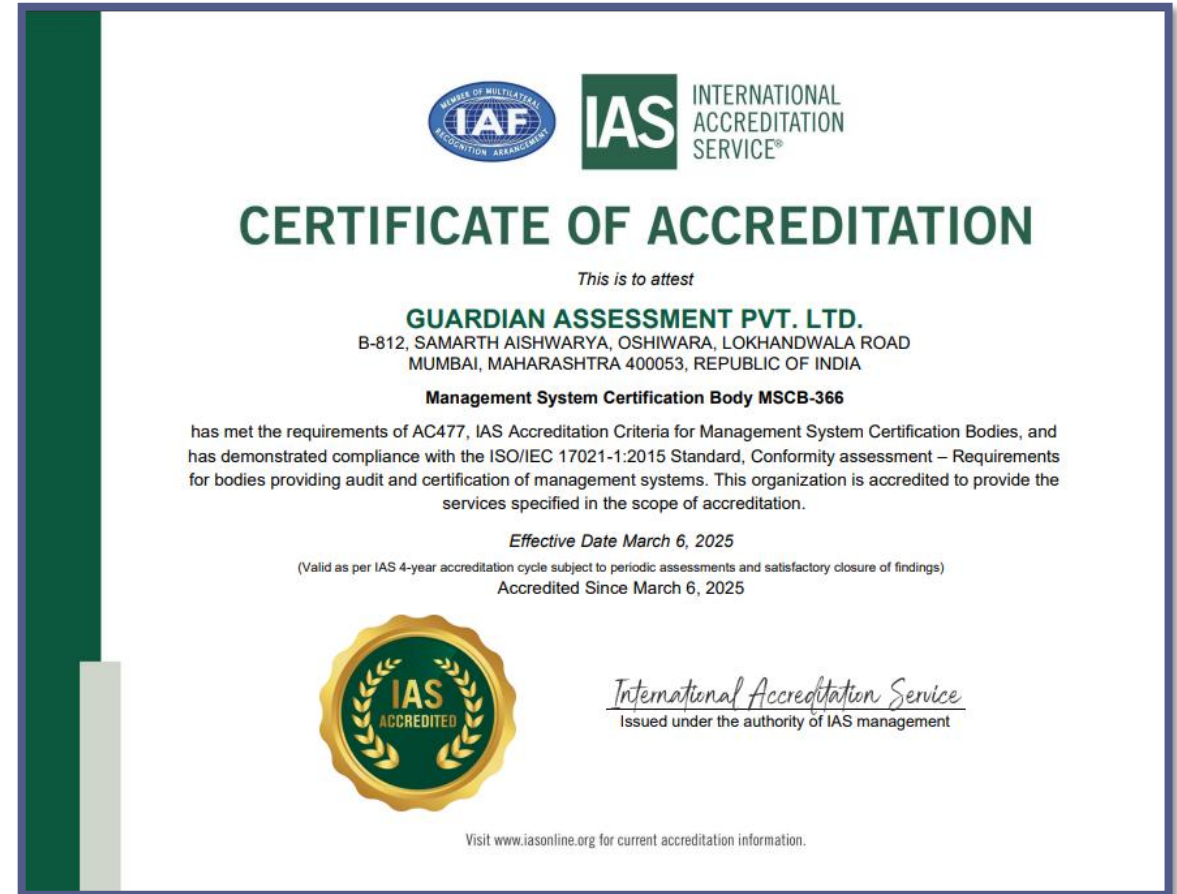 MEMBER OF MULTILATERAL
IAF
RECOGNITION ARRANGEMENT
IAS
INTERNATIONAL
ACCREDITATION
SERVICE®
CERTIFICATE OF ACCREDITATION
This is to attest
GUARDIAN ASSESSMENT PVT. LTD.
B-812, SAMARTH AISHWARYA, OSHIWARA, LOKHANDWALA ROAD
MUMBAI, MAHARASHTRA 400053, REPUBLIC OF INDIA
Management System Certification Body MSCB-366
has met the requirements of AC477, IAS Accreditation Criteria for Management System Certification Bodies, and
has demonstrated compliance with the ISO/IEC 17021-1:2015 Standard, Conformity assessment – Requirements
for bodies providing audit and certification of management systems. This organization is accredited to provide the
services specified in the scope of accreditation.
Effective Date March 6, 2025
(Valid as per IAS 4-year accreditation cycle subject to periodic assessments and satisfactory closure of findings)
Accredited Since March 6, 2025
IAS
ACCREDITED
International Accreditation Service
Issued under the authority of IAS management
Visit www.iasonline.org for current accreditation information.